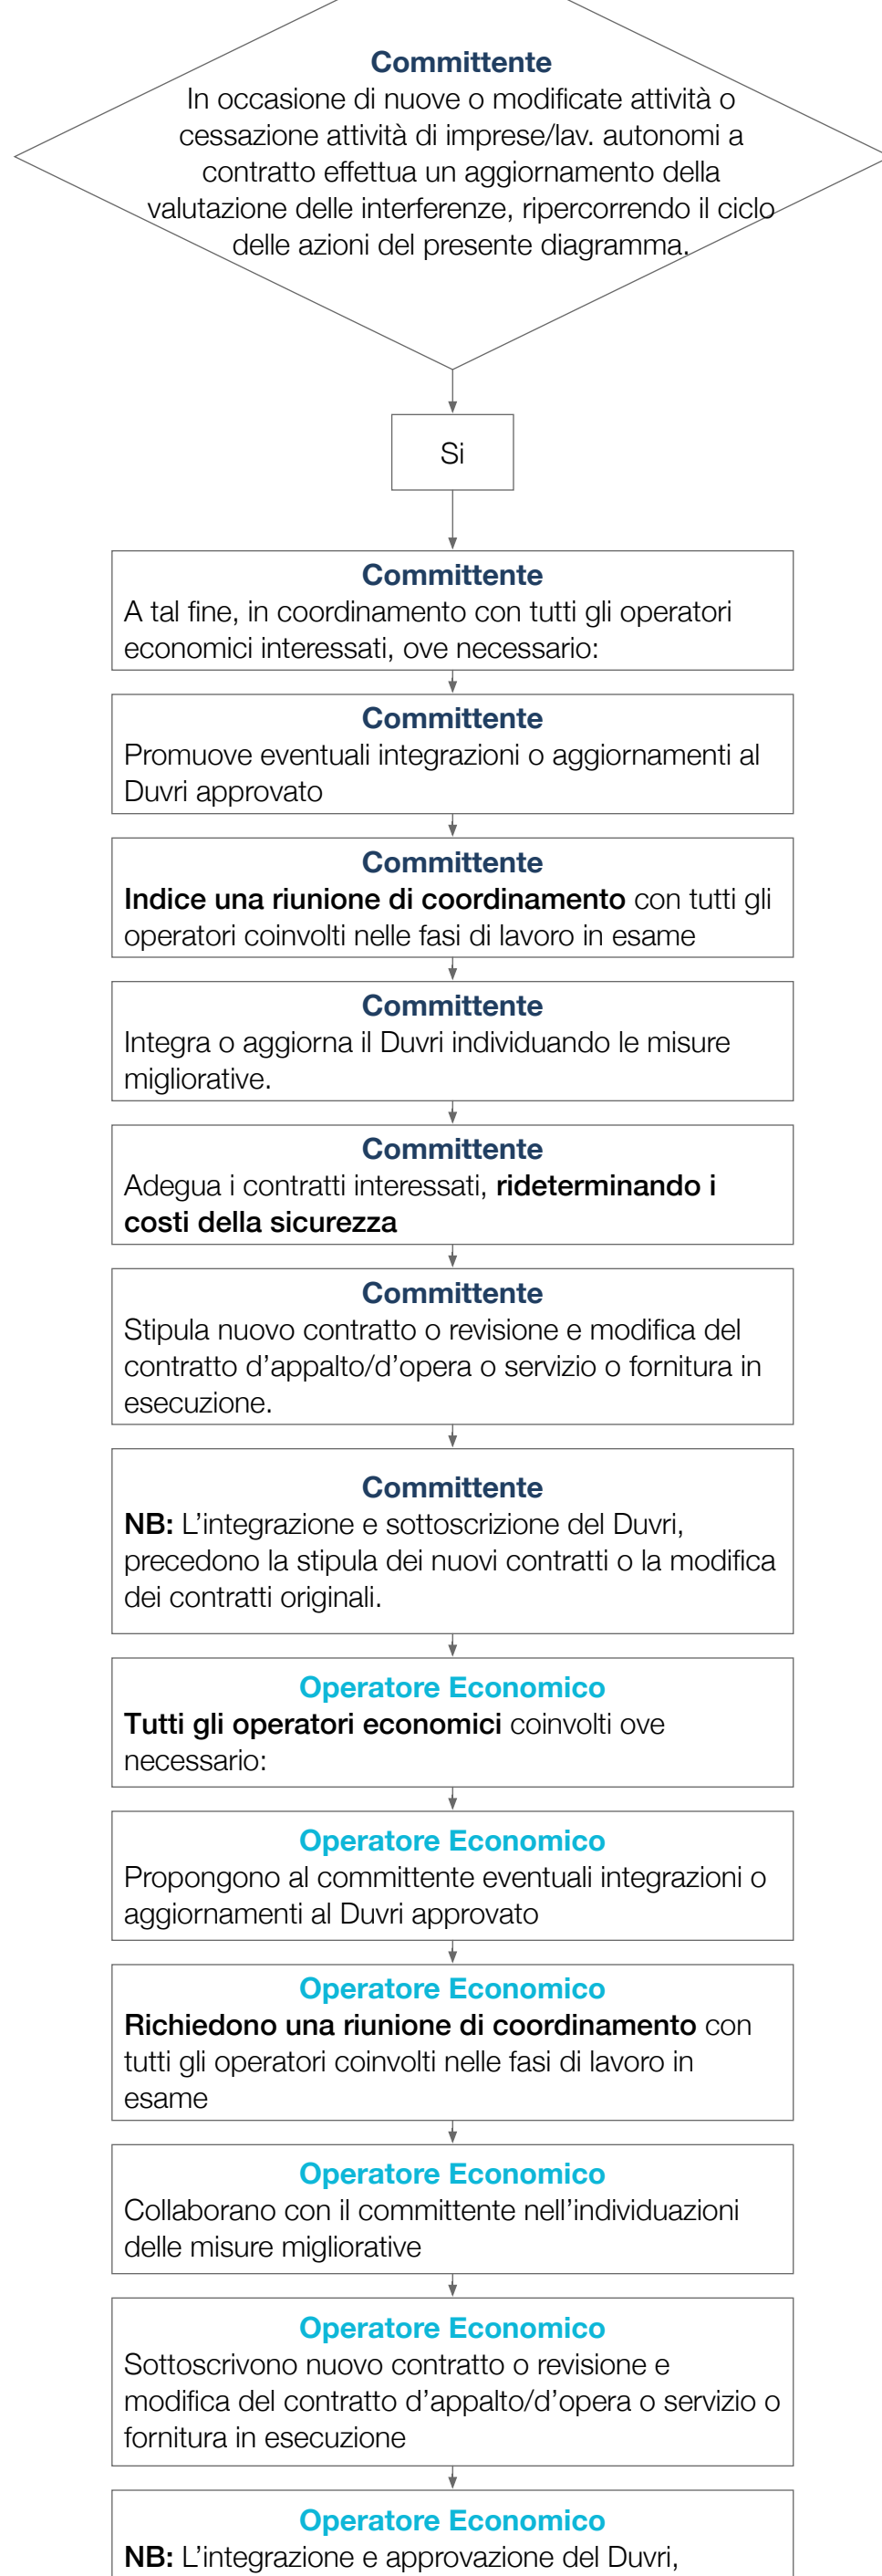 Committente
In occasione di nuove o modificate attività o
cessazione attività di imprese/lav. autonomi a
contratto effettua un aggiornamento della
valutazione delle interferenze, ripercorrendo il ciclo
delle azioni del presente diagramma.
Si
Committente
A tal fine, in coordinamento con tutti gli operatori
economici interessati, ove necessario:
Committente
Promuove eventuali integrazioni o aggiornamenti al
Duvri approvato
Committente
Indice una riunione di coordinamento con tutti gli
operatori coinvolti nelle fasi di lavoro in esame
Committente
Integra o aggiorna il Duvri individuando le misure
migliorative.
Committente
Adegua i contratti interessati, rideterminando i
costi della sicurezza
Committente
Stipula nuovo contratto o revisione e modifica del
contratto d’appalto/d’opera o servizio o fornitura in
esecuzione.
Committente
NB: L’integrazione e sottoscrizione del Duvri,
precedono la stipula dei nuovi contratti o la modifica
dei contratti originali.
Operatore Economico
Tutti gli operatori economici coinvolti ove
necessario:
Operatore Economico
Propongono al committente eventuali integrazioni o
aggiornamenti al Duvri approvato
Operatore Economico
Richiedono una riunione di coordinamento con
tutti gli operatori coinvolti nelle fasi di lavoro in
esame
Operatore Economico
Collaborano con il committente nell’individuazioni
delle misure migliorative
Operatore Economico
Sottoscrivono nuovo contratto o revisione e
modifica del contratto d’appalto/d’opera o servizio o
fornitura in esecuzione
Operatore Economico
NB: L’integrazione e approvazione del Duvri,